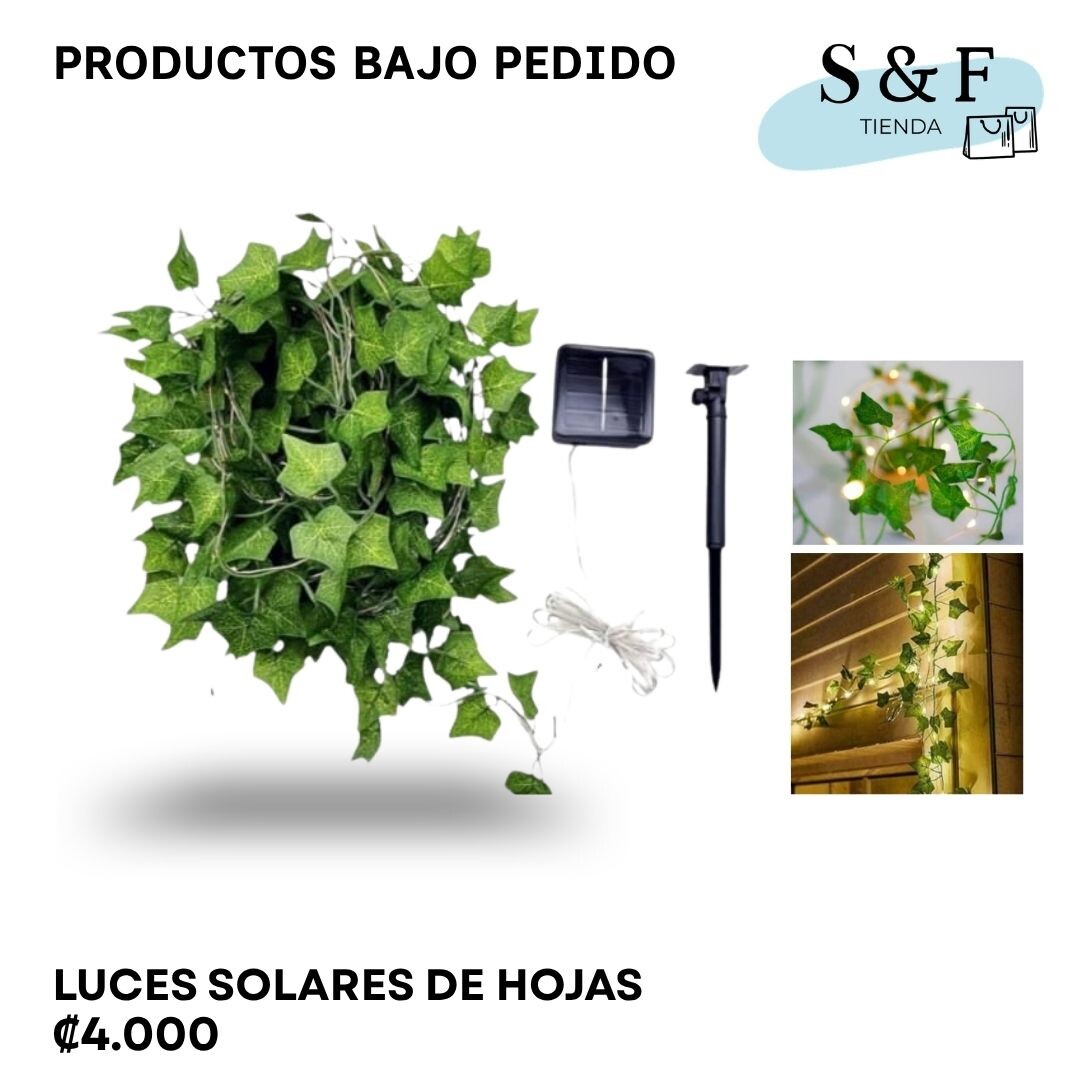 PRODUCTOS BAJO PEDIDO
S & F
TIENDA
LUCES SOLARES DE HOJAS
₡4.000